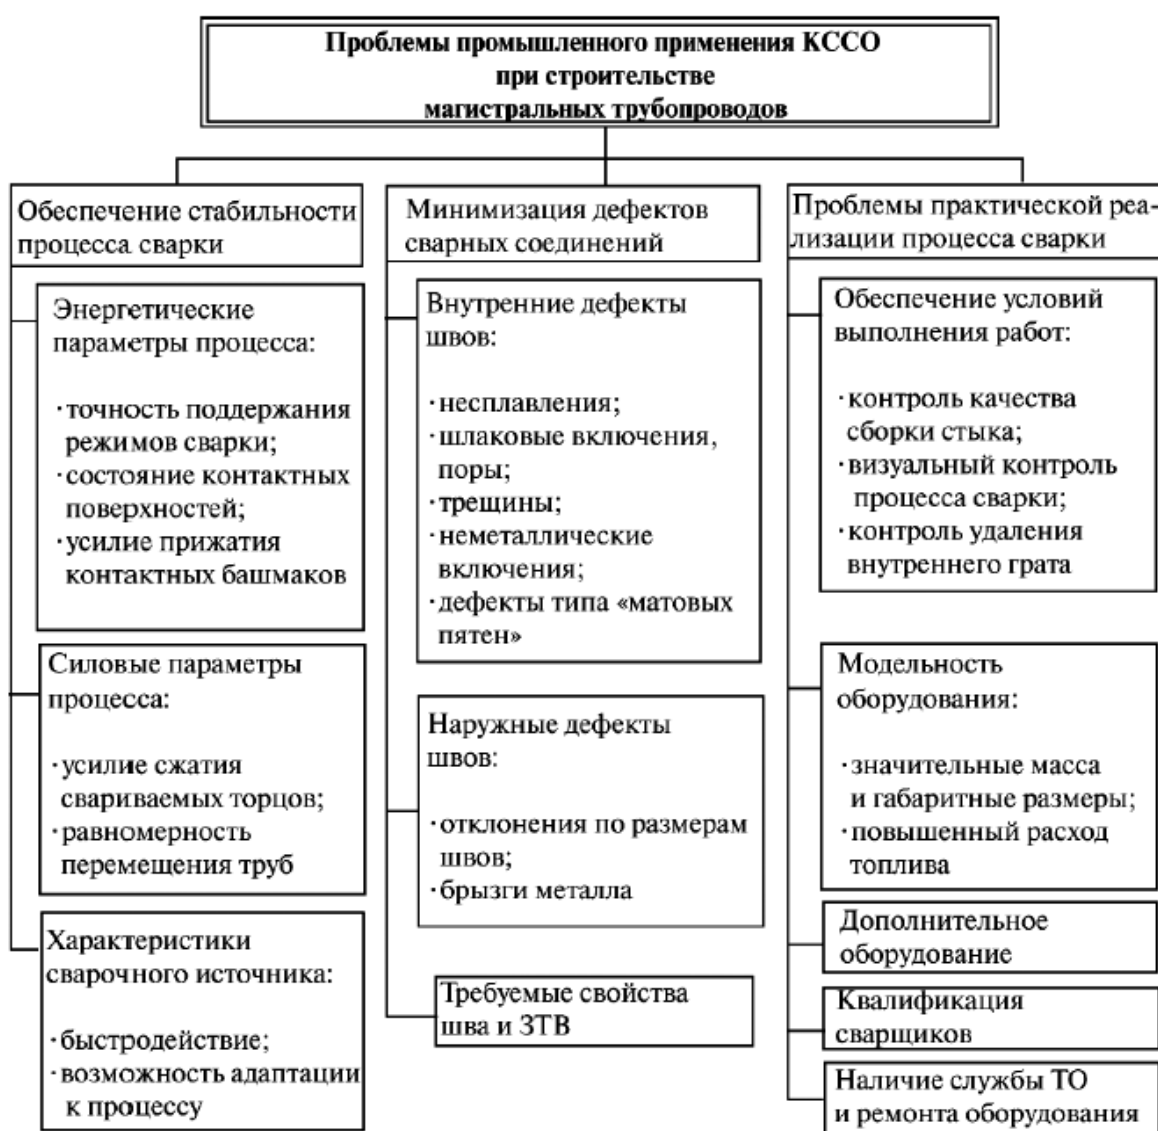 Проблемы промышленного применения КССО
при строительстве
магистральных трубопроводов
Обеспечение стабильности
процесса сварки
Энергетические
параметры процесса:
·точность поддержания
режимов сварки;
·состояние контактных
поверхностей;
·усилие прижатия
контактных башмаков
Силовые параметры
процесса:
·усилие сжатия
свариваемых торцов;
·равномерность
перемещения труб
Характеристики
сварочного источника:
·быстродействие;
·возможность адаптации
к процессу
Минимизация дефектов
сварных соединений
Внутренние дефекты
швов:
·несплавления;
·шлаковые включения,
поры;
·трещины;
·неметаллические
включения;
·дефекты типа «матовых
пятен»
Наружные дефекты
швов:
·отклонения по размерам
швов;
·брызги металла
Требуемые свойства
шва и ЗТВ
Проблемы практической реа-
лизации процесса сварки
Обеспечение условий
выполнения работ:
·контроль качества
сборки стыка;
·визуальный контроль
процесса сварки;
·контроль удаления
внутреннего грата
Модельность
оборудования:
·значительные масса
и габаритные размеры;
·повышенный расход
топлива
Дополнительное
оборудование
Квалификация
сварщиков
Наличие службы ТО
и ремонта оборудования